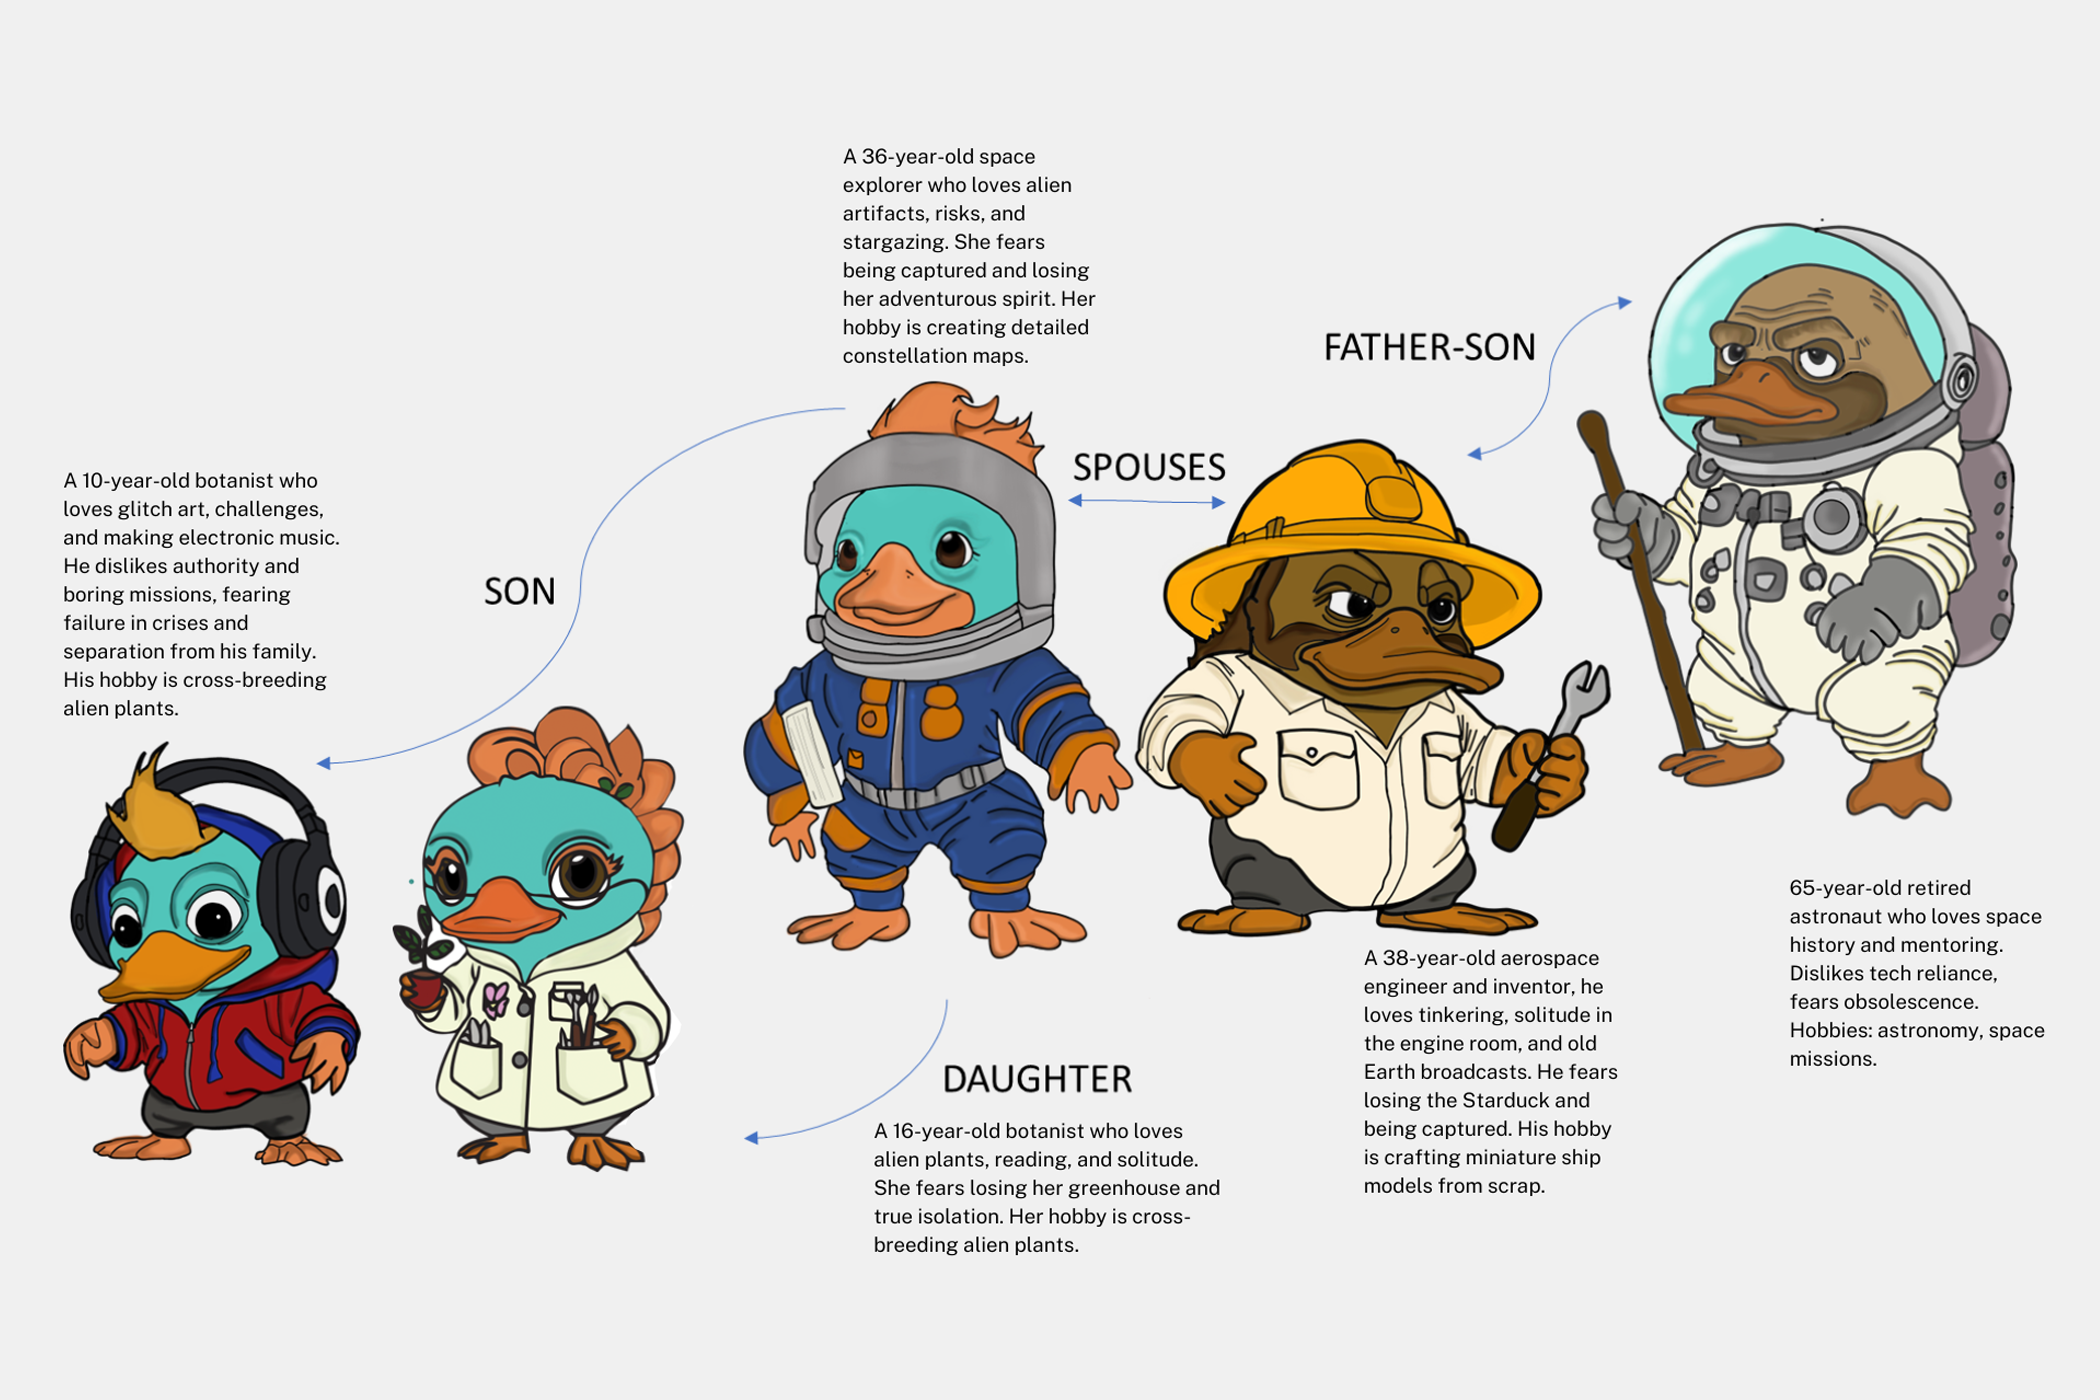 A 36-year-old space
explorer who loves alien
artifacts, risks, and
stargazing. She fears
being captured and losing
her adventurous spirit. Her
hobby is creating detailed
constellation maps.
FATHER-SON
SPOUSES
A 10-year-old botanist who
loves glitch art, challenges,
and making electronic music.
He dislikes authority and
boring missions, fearing
failure in crises and
separation from his family.
His hobby is cross-breeding
alien plants.
SON
65-year-old retired
astronaut who loves space
history and mentoring.
Dislikes tech reliance,
fears obsolescence.
Hobbies: astronomy, space
missions.
A 38-year-old aerospace
engineer and inventor, he
loves tinkering, solitude in
the engine room, and old
Earth broadcasts. He fears
losing the Starduck and
being captured. His hobby
is crafting miniature ship
models from scrap.
DAUGHTER
A 16-year-old botanist who loves
alien plants, reading, and solitude.
She fears losing her greenhouse and
true isolation. Her hobby is cross-
breeding alien plants.